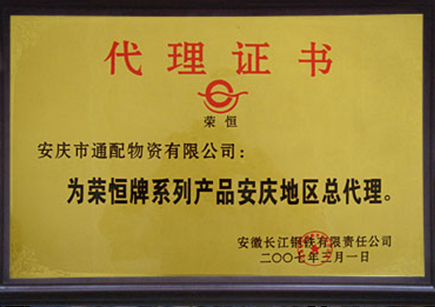 代理证书
荣恒
安庆市通配物资有限公司：
为荣恒牌系列产品安庆地区总代理。
安徽长江钢铁有限责任公司
二〇〇七年三月一日